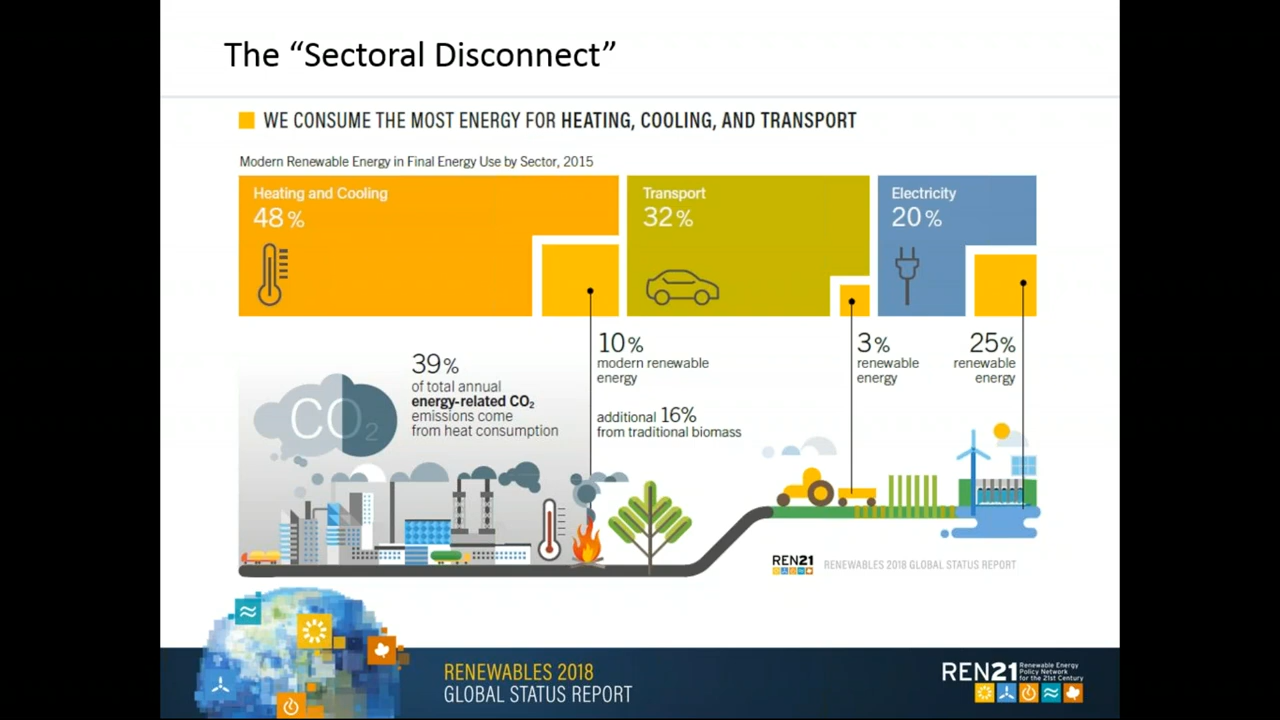 The “Sectoral Disconnect”
WE CONSUME THE MOST ENERGY FOR HEATING, COOLING, AND TRANSPORT
Modern Renewable Energy in Final Energy Use by Sector, 2015
Heating and Cooling
48%
Transport
32%
Electricity
20%
39%
of total annual
energy-related CO₂
emissions come
from heat consumption
CO₂
10%
modern renewable
energy
additional 16%
from traditional biomass
3%
renewable
energy
25%
renewable
energy
REN21 RENEWABLES 2018 GLOBAL STATUS REPORT
RENEWABLES 2018
GLOBAL STATUS REPORT
REN21
Renewable Energy
Policy Network
for the 21st Century